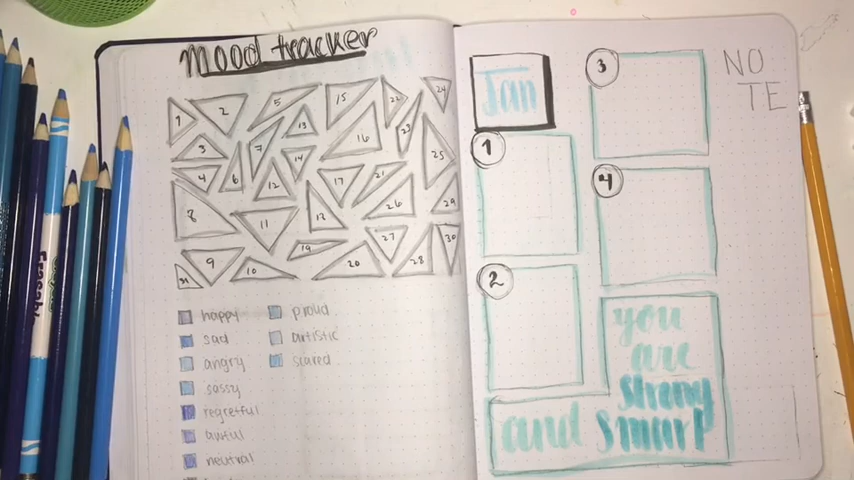 mood tracker
1 2 5 15 22 24
3 7 13 16 23
4 6 12 14 17 21 25
8 11 13 26 29
9 10 19 20 27 28 30
31
happy
sad
angry
sassy
regretful
awful
neutral
proud
artistic
scared
Jan
1
2
3
4
you
are
strong
and smart
NO
TE